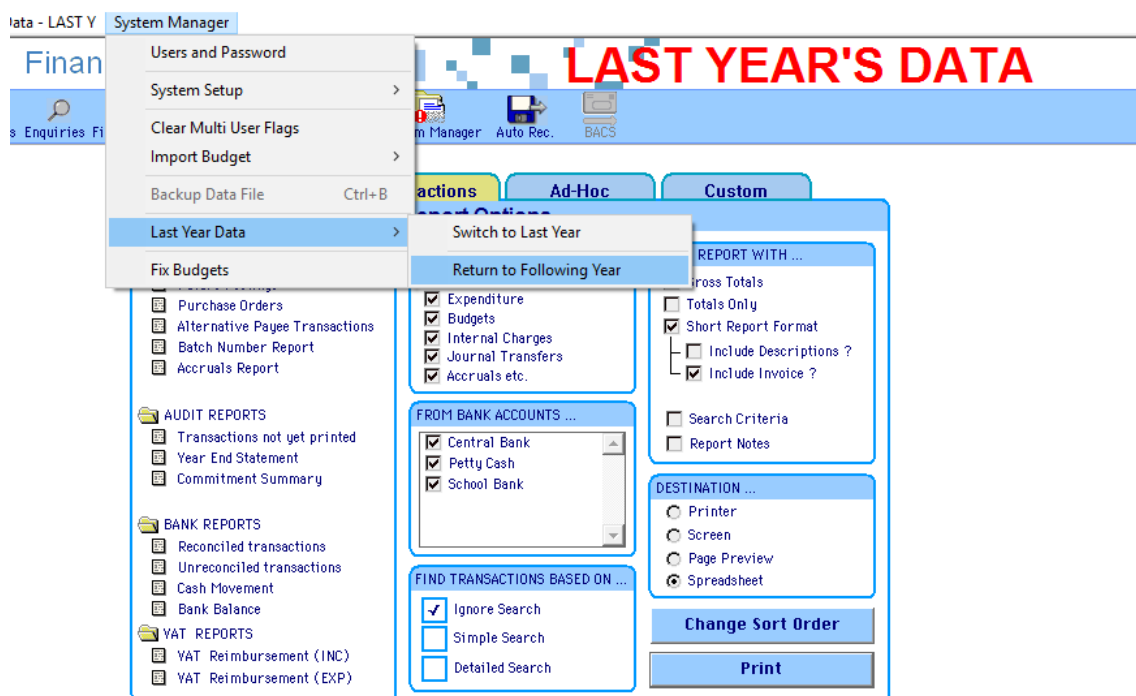 Data - LAST Y System Manager
Finan
LAST YEAR'S DATA
Users and Password
System Setup
Clear Multi User Flags
Import Budget
Backup Data File Ctrl+B
Last Year Data
Fix Budgets
Switch to Last Year
Return to Following Year
s Enquiries Fi
m Manager Auto Rec. BACS
actions Ad-Hoc Custom
Purchase Orders
Alternative Payee Transactions
Batch Number Report
Accruals Report
AUDIT REPORTS
Transactions not yet printed
Year End Statement
Commitment Summary
BANK REPORTS
Reconciled transactions
Unreconciled transactions
Cash Movement
Bank Balance
VAT REPORTS
VAT Reimbursement (INC)
VAT Reimbursement (EXP)
Expenditure
Budgets
Internal Charges
Journal Transfers
Accruals etc.
FROM BANK ACCOUNTS ...
Central Bank
Petty Cash
School Bank
FIND TRANSACTIONS BASED ON ...
Ignore Search
Simple Search
Detailed Search
REPORT WITH ...
Gross Totals
Totals Only
Short Report Format
Include Descriptions ?
Include Invoice ?
Search Criteria
Report Notes
DESTINATION ...
Printer
Screen
Page Preview
Spreadsheet
Change Sort Order
Print